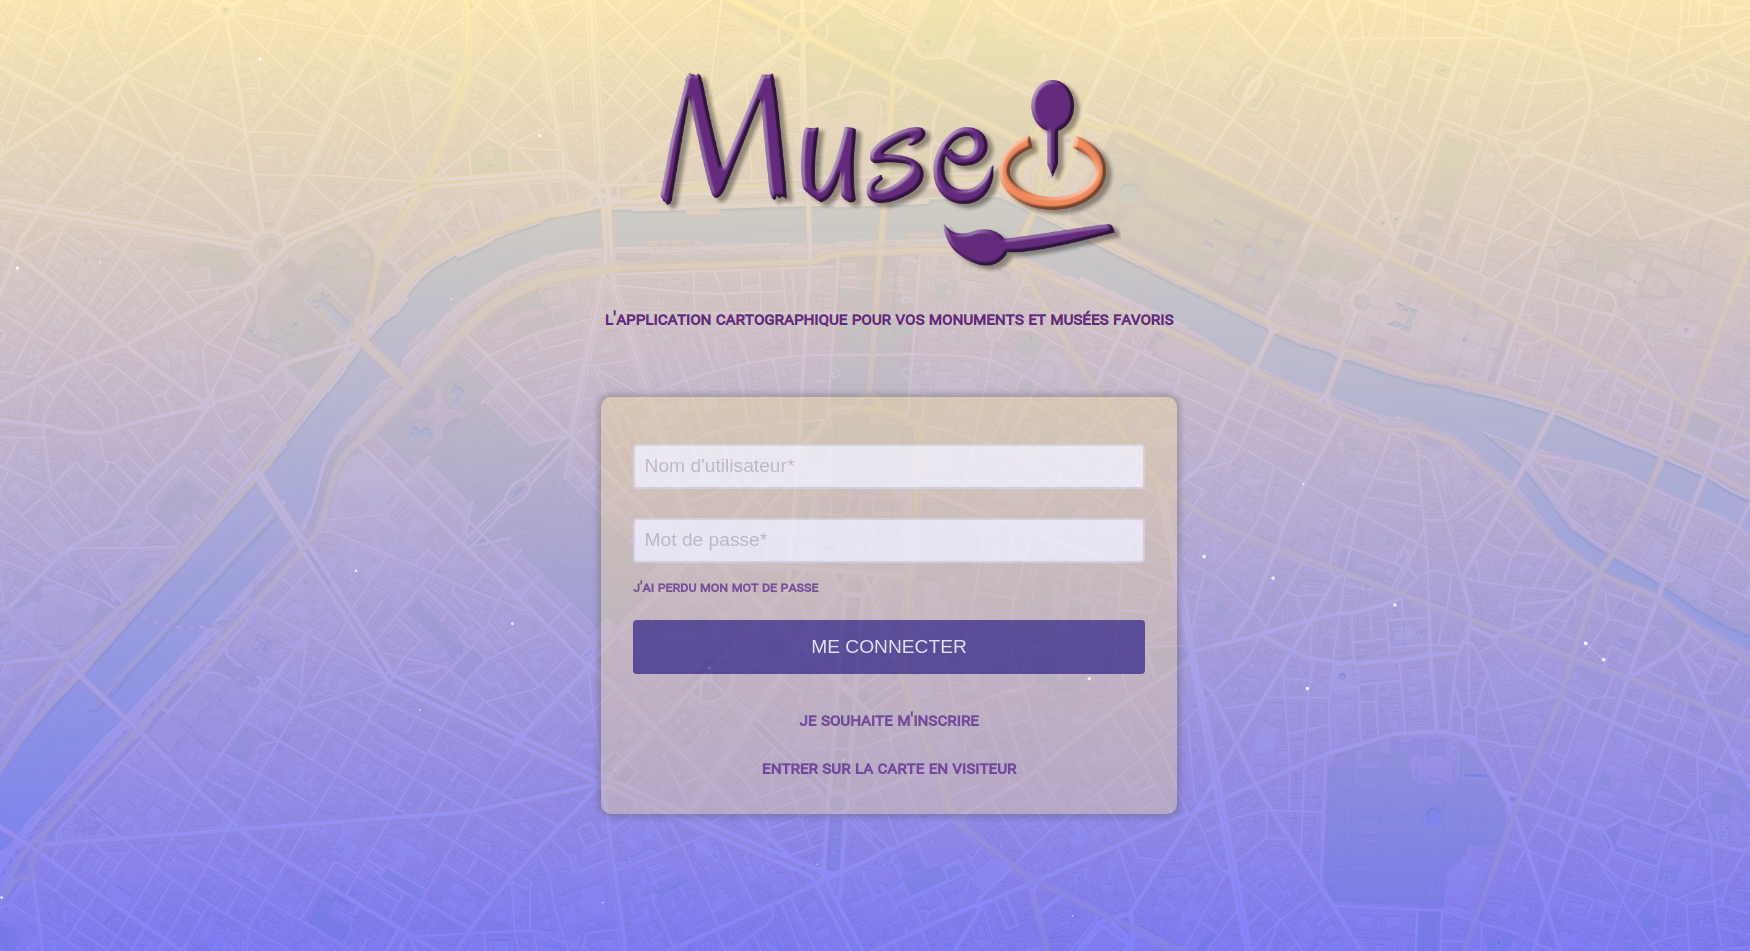 Museo
L'APPLICATION CARTOGRAPHIQUE POUR VOS MONUMENTS ET MUSÉES FAVORIS
Nom d'utilisateur*
Mot de passe*
J'AI PERDU MON MOT DE PASSE
ME CONNECTER
JE SOUHAITE M'INSCRIRE
ENTRER SUR LA CARTE EN VISITEUR